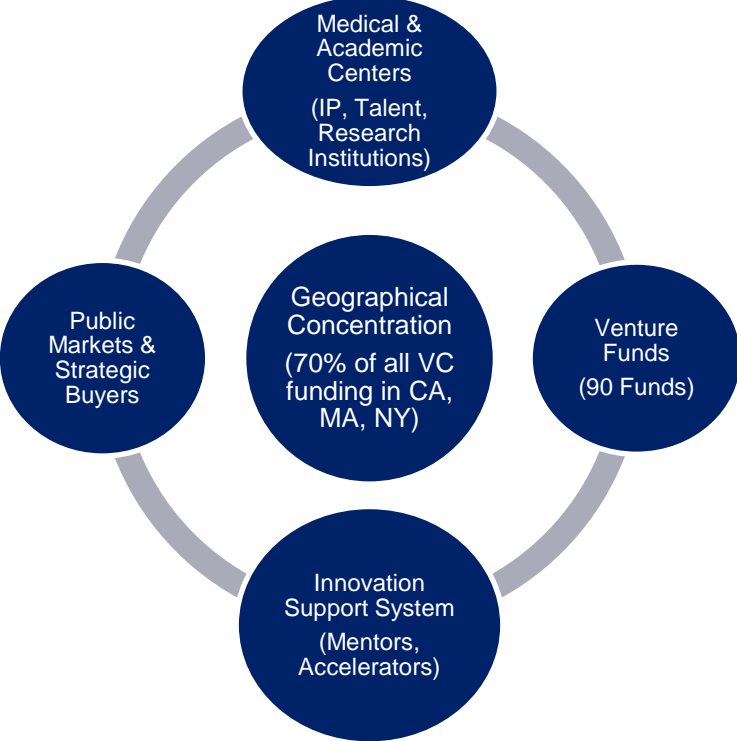 Medical &
Academic
Centers
(IP, Talent,
Research
Institutions)
Public
Markets &
Strategic
Buyers
Geographical
Concentration
(70% of all VC
funding in CA,
MA, NY)
Venture
Funds
(90 Funds)
Innovation
Support System
(Mentors,
Accelerators)